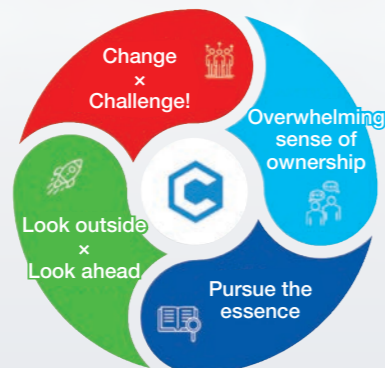 Change
×
Challenge!
Overwhelming
sense of
ownership
Pursue the
essence
Look outside
×
Look ahead